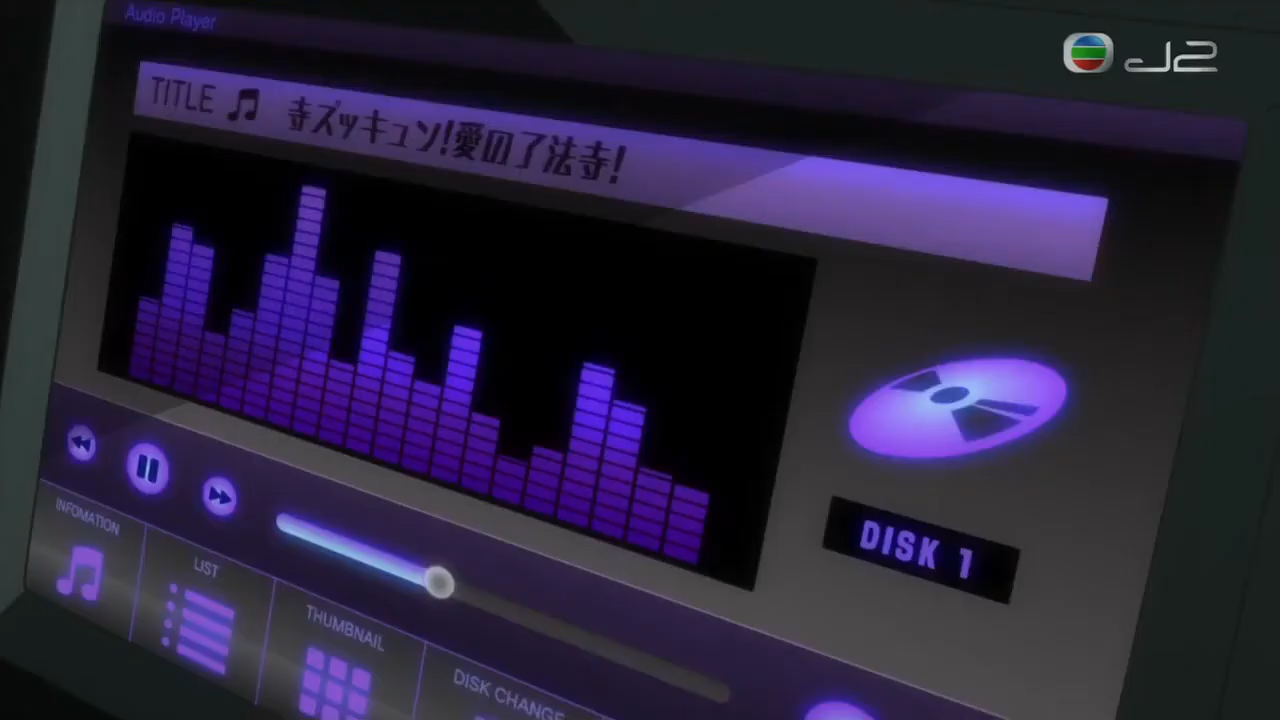 Audio Player
J2
TITLE ♫ 寺ズッキュン!愛の了法寺!
DISK 1
INFOMATION
LIST
THUMBNAIL
DISK CHANGE